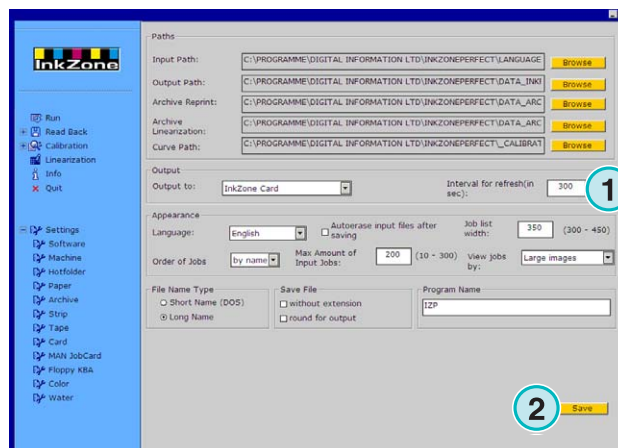 InkZone
Run
Read Back
Calibration
Linearization
Info
Quit
Settings
Software
Machine
Hotfolder
Paper
Archive
Strip
Tape
Card
MAN JobCard
Floppy KBA
Color
Water
Paths
Input Path: C:\PROGRAMME\DIGITAL INFORMATION LTD\INKZONEPERFECT\LANGUAGE Browse
Output Path: C:\PROGRAMME\DIGITAL INFORMATION LTD\INKZONEPERFECT\DATA_INK Browse
Archive Reprint: C:\PROGRAMME\DIGITAL INFORMATION LTD\INKZONEPERFECT\DATA_ARC Browse
Archive
Linearization: C:\PROGRAMME\DIGITAL INFORMATION LTD\INKZONEPERFECT\DATA_ARC Browse
Curve Path: C:\PROGRAMME\DIGITAL INFORMATION LTD\INKZONEPERFECT\_CALIBRAT Browse
Output
Output to: InkZone Card Interval for refresh(in
sec): 300 1
Appearance
Language: English Autoerase input files after
saving Job list
width: 350 (300 - 450)
Order of Jobs by name Max Amount of
Input Jobs: 200 (10 - 300) View jobs
by: Large images
File Name Type
Short Name (DOS)
Long Name
Save File
without extension
round for output
Program Name
IZP
2 Save